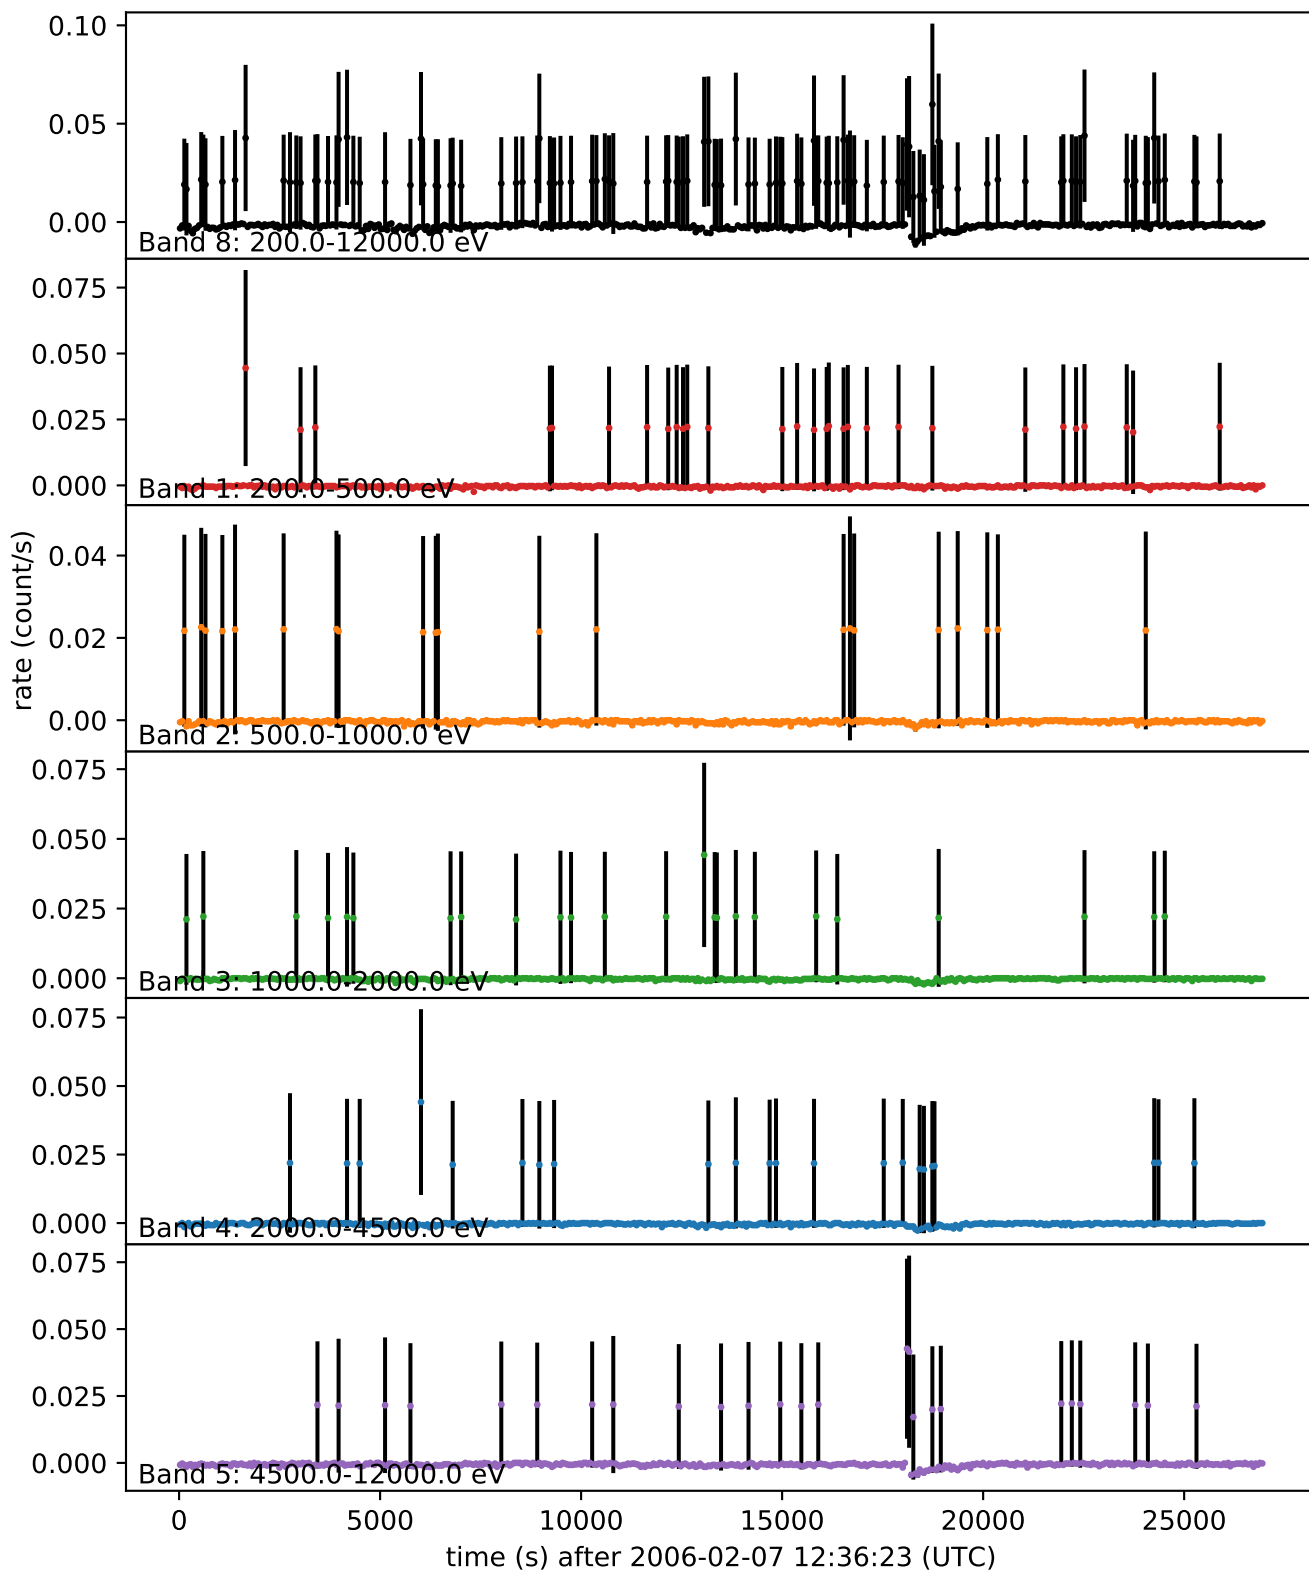 0.10
0.05
0.00
Band 8: 200.0-12000.0 eV
0.075
0.050
0.025
0.000
Band 1: 200.0-500.0 eV
rate (count/s)
0.04
0.02
0.00
Band 2: 500.0-1000.0 eV
0.075
0.050
0.025
0.000
Band 3: 1000.0-2000.0 eV
0.075
0.050
0.025
0.000
Band 4: 2000.0-4500.0 eV
0.075
0.050
0.025
0.000
Band 5: 4500.0-12000.0 eV
0 5000 10000 15000 20000 25000
time (s) after 2006-02-07 12:36:23 (UTC)